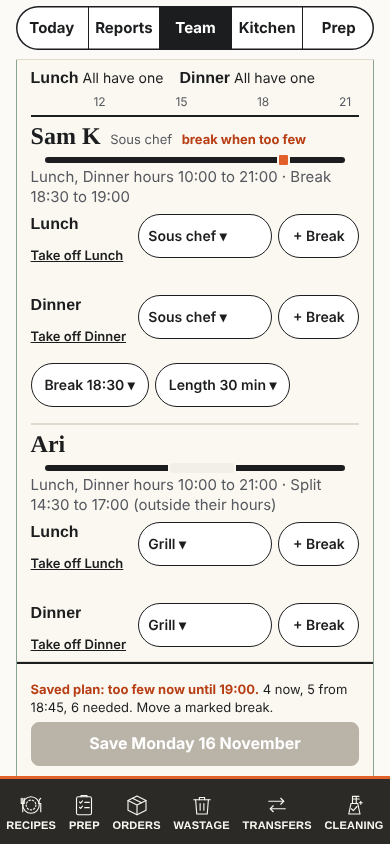 Today Reports Team Kitchen Prep
Lunch All have one Dinner All have one
12 15 18 21
Sam K Sous chef break when too few
Lunch, Dinner hours 10:00 to 21:00 · Break
18:30 to 19:00
Lunch
Sous chef ▾ + Break
Take off Lunch
Dinner
Sous chef ▾ + Break
Take off Dinner
Break 18:30 ▾ Length 30 min ▾
Ari
Lunch, Dinner hours 10:00 to 21:00 · Split
14:30 to 17:00 (outside their hours)
Lunch
Grill ▾ + Break
Take off Lunch
Dinner
Grill ▾ + Break
Take off Dinner
Saved plan: too few now until 19:00. 4 now, 5 from
18:45, 6 needed. Move a marked break.
Save Monday 16 November
RECIPES PREP ORDERS WASTAGE TRANSFERS CLEANING